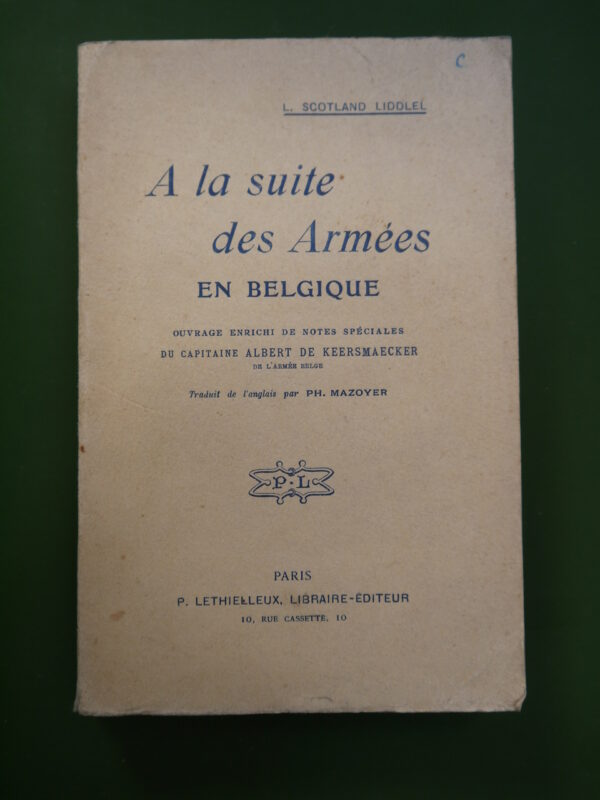 C
L. SCOTLAND LIDDLEL
A la suite
des Armées
EN BELGIQUE
OUVRAGE ENRICHI DE NOTES SPÉCIALES
DU CAPITAINE ALBERT DE KEERSMAECKER
DE L'ARMÉE BELGE
Traduit de l'anglais par PH. MAZOYER
P. L
PARIS
P. LETHIELLEUX, LIBRAIRE-ÉDITEUR
10, RUE CASSETTE, 10